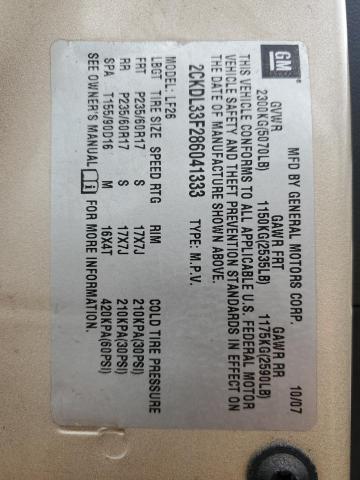 GM
MFD BY GENERAL MOTORS CORP. 10/07
GVWR GAWR FRT GAWR RR
2300KG(5070LB) 1150KG(2535LB) 1175KG(2590LB)
THIS VEHICLE CONFORMS TO ALL APPLICABLE U.S. FEDERAL MOTOR
VEHICLE SAFETY AND THEFT PREVENTION STANDARDS IN EFFECT ON
THE DATE OF MANUFACTURE SHOWN ABOVE.
2CKDL33F286041333 TYPE: M.P.V.
MODEL: LF26
LBGT TIRE SIZE SPEED RTG RIM COLD TIRE PRESSURE
FRT P235/60R17 S 17X7J 210KPA(30PSI)
RR P235/60R17 S 17X7J 210KPA(30PSI)
SPA T155/90D16 M 16X4T 420KPA(60PSI)
SEE OWNER'S MANUAL FOR MORE INFORMATION.